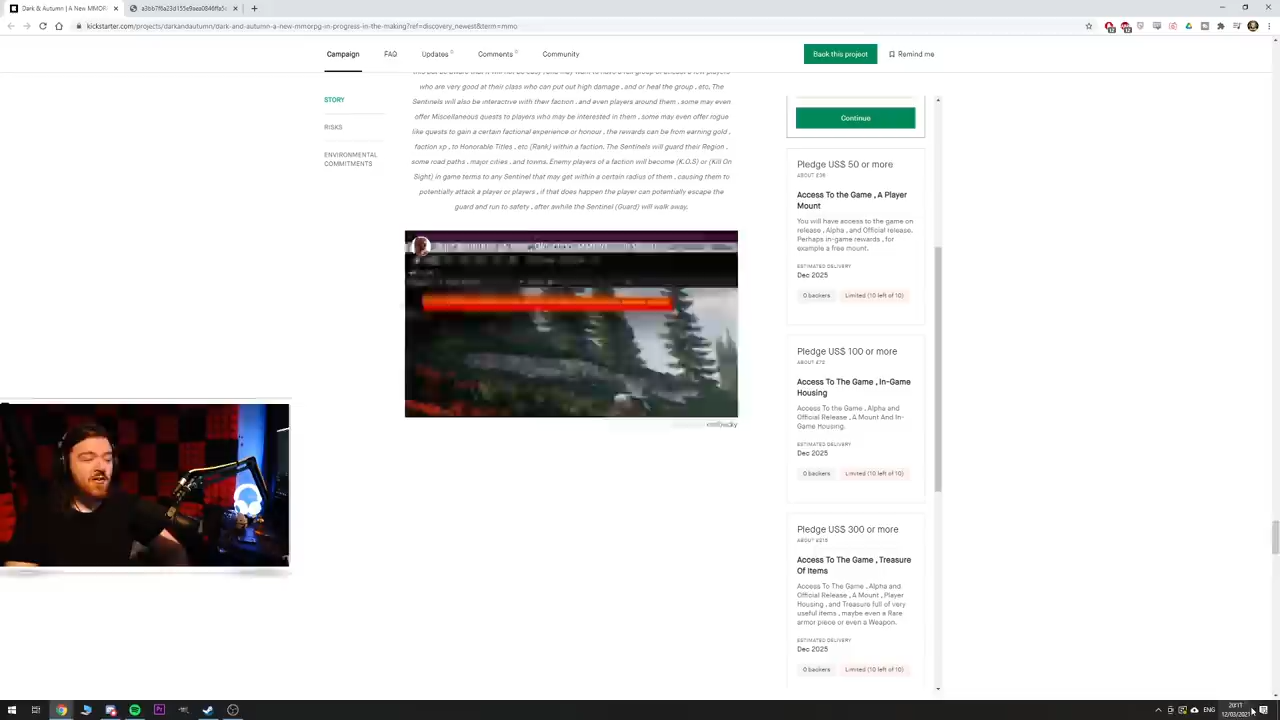 Dark & Autumn | A New MMOR
a3bb7f6a23d155e9aea0846ffa5c
kickstarter.com/projects/darkandautumn/dark-and-autumn-a-new-mmorpg-in-progress-in-the-making?ref=discovery_newest&term=mmo
Campaign
FAQ
Updates 0
Comments 0
Community
Back this project
Remind me
STORY
RISKS
ENVIRONMENTAL
COMMITMENTS
who are very good at their class who can put out high damage , and or heal the group , etc, The
Sentinels will also be interactive with their faction , and even players around them , some may even
offer Miscellaneous quests to players who may be interested in them , some may even offer rogue
like quests to gain a certain factional experience or honour , the rewards can be from earning gold ,
faction xp , to Honorable Titles , etc (Rank) within a faction. The Sentinels will guard their Region ,
some road paths , major cities , and towns. Enemy players of a faction will become (K.O.S) or (Kill On
Sight) in game terms to any Sentinel that may get within a certain radius of them , causing them to
potentially attack a player or players , if that does happen the player can potentially escape the
guard and run to safety , after awhile the Sentinel (Guard) will walk away.
Continue
Pledge US$ 50 or more
Access to the Game , A Player
Mount
You will have access to the game on
release , Alpha , and Official release.
Perhaps in-game rewards , for
example a free mount.
ESTIMATED DELIVERY
Dec 2025
0 backers
Limited (10 left of 10)
Pledge US$ 100 or more
Access To The Game , In-Game
Housing
Access To the Game , Alpha and
Official Release , A Mount And In-
Game Housing.
ESTIMATED DELIVERY
Dec 2025
0 backers
Limited (10 left of 10)
Pledge US$ 300 or more
Access To The Game , Treasure
Of Items
Access To The Game , Alpha and
Official Release , A Mount , Player
Housing , and Treasure full of very
useful items , maybe even a Rare
armor piece or even a Weapon.
ESTIMATED DELIVERY
Dec 2025
0 backers
Limited (10 left of 10)
ENG
20:17